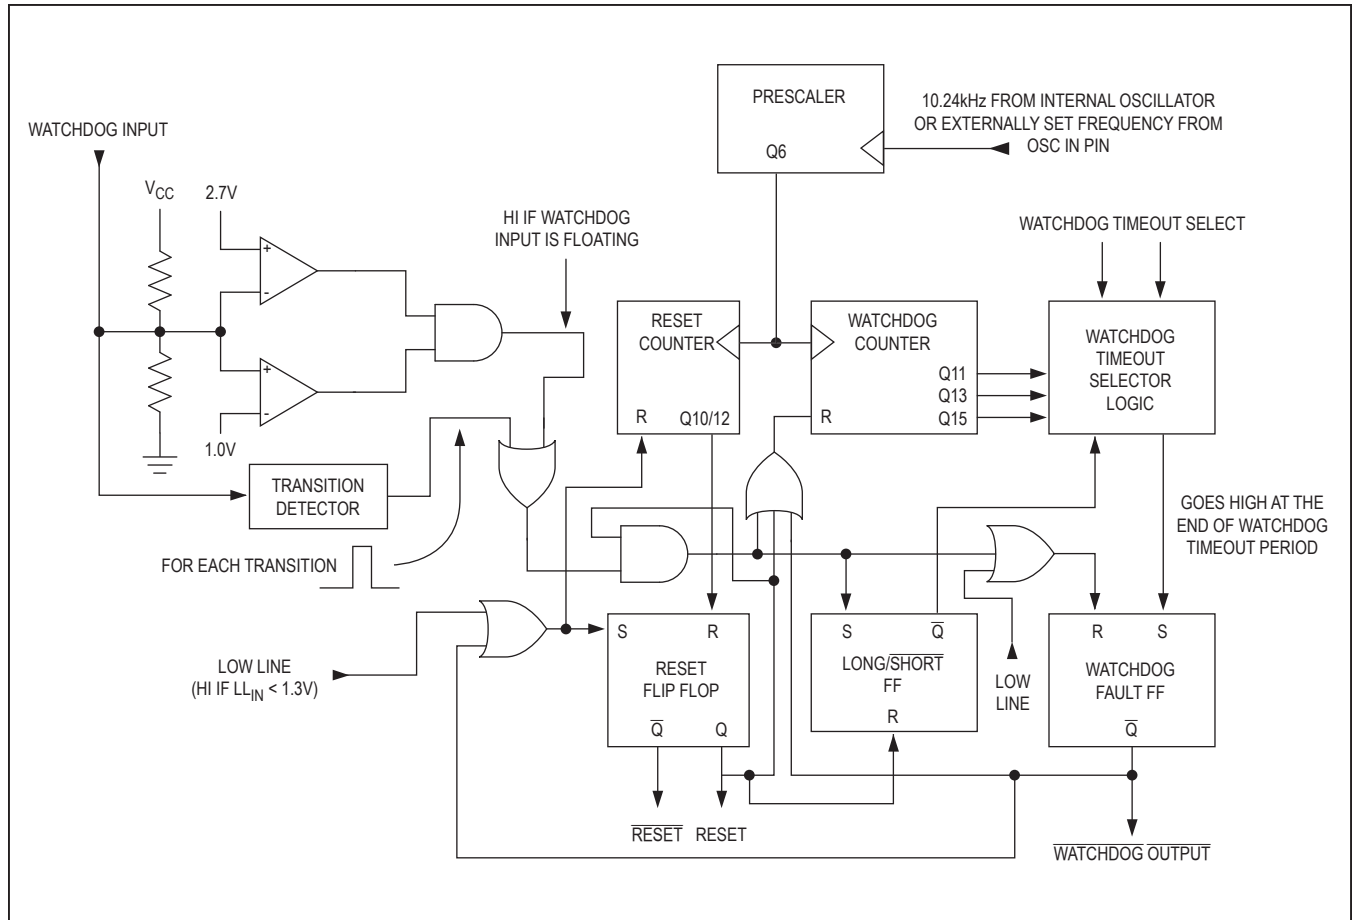 PRESCALER
Q6
10.24kHz FROM INTERNAL OSCILLATOR
OR EXTERNALLY SET FREQUENCY FROM
OSC IN PIN
WATCHDOG INPUT
VCC
2.7V
HI IF WATCHDOG
INPUT IS FLOATING
WATCHDOG TIMEOUT SELECT
+
-
+
-
1.0V
RESET
COUNTER
R
Q10/12
WATCHDOG
COUNTER
Q11
Q13
Q15
R
WATCHDOG
TIMEOUT
SELECTOR
LOGIC
TRANSITION
DETECTOR
FOR EACH TRANSITION
GOES HIGH AT THE
END OF WATCHDOG
TIMEOUT PERIOD
LOW LINE
(HI IF LLIN < 1.3V)
S
R
RESET
FLIP FLOP
Q̅
Q
S
Q̅
LONG/S̅H̅O̅R̅T̅
FF
R
LOW
LINE
R
S
WATCHDOG
FAULT FF
Q̅
R̅E̅S̅E̅T̅
RESET
W̅A̅T̅C̅H̅D̅O̅G̅ O̅U̅T̅P̅U̅T̅